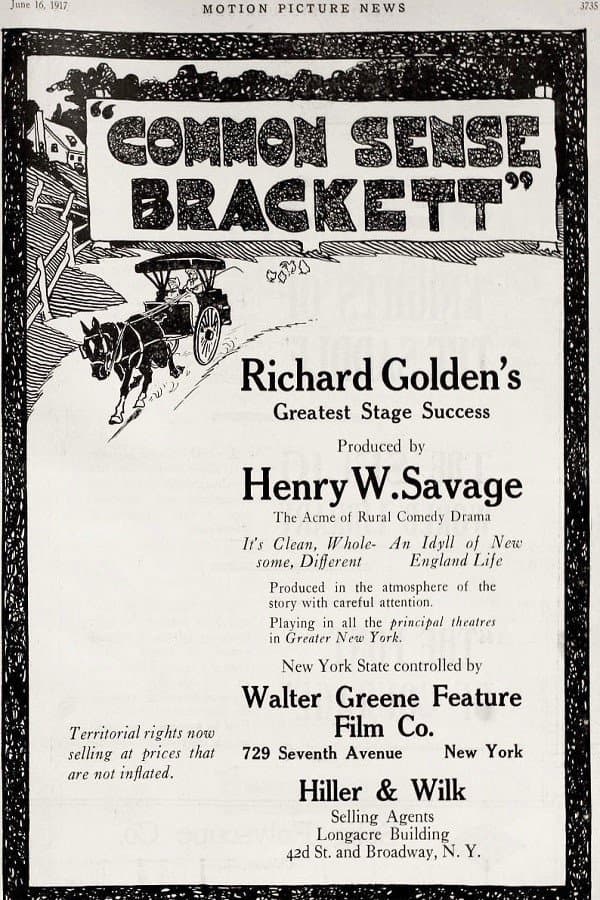 June 16, 1917 MOTION PICTURE NEWS 3735
"COMMON SENSE
BRACKETT"
Richard Golden's
Greatest Stage Success
Produced by
Henry W. Savage
The Acme of Rural Comedy Drama
It's Clean, Whole-
some, Different
An Idyll of New
England Life
Produced in the atmosphere of the
story with careful attention.
Playing in all the principal theatres
in Greater New York.
New York State controlled by
Walter Greene Feature
Film Co.
729 Seventh Avenue New York
Territorial rights now
selling at prices that
are not inflated.
Hiller & Wilk
Selling Agents
Longacre Building
42d St. and Broadway, N. Y.